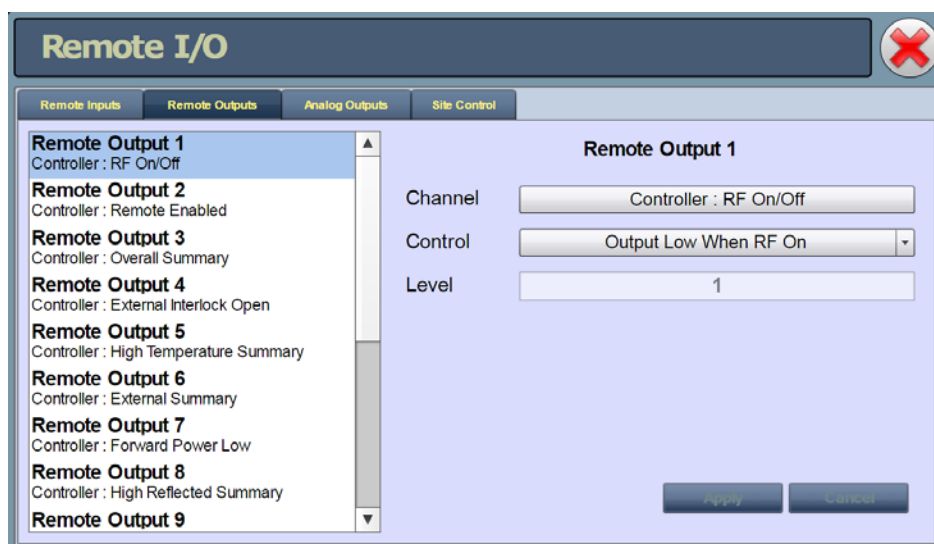 Remote I/O
Remote Inputs
Remote Outputs
Analog Outputs
Site Control
Remote Output 1
Controller : RF On/Off
Remote Output 2
Controller : Remote Enabled
Remote Output 3
Controller : Overall Summary
Remote Output 4
Controller : External Interlock Open
Remote Output 5
Controller : High Temperature Summary
Remote Output 6
Controller : External Summary
Remote Output 7
Controller : Forward Power Low
Remote Output 8
Controller : High Reflected Summary
Remote Output 9
Remote Output 1
Channel
Controller : RF On/Off
Control
Output Low When RF On
Level
1
Apply
Cancel